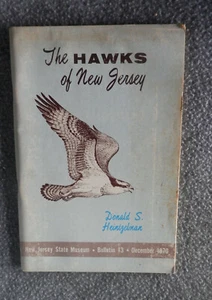 The HAWKS
of New Jersey
Donald S.
Heintzelman
New Jersey State Museum • Bulletin 13 • December 1970